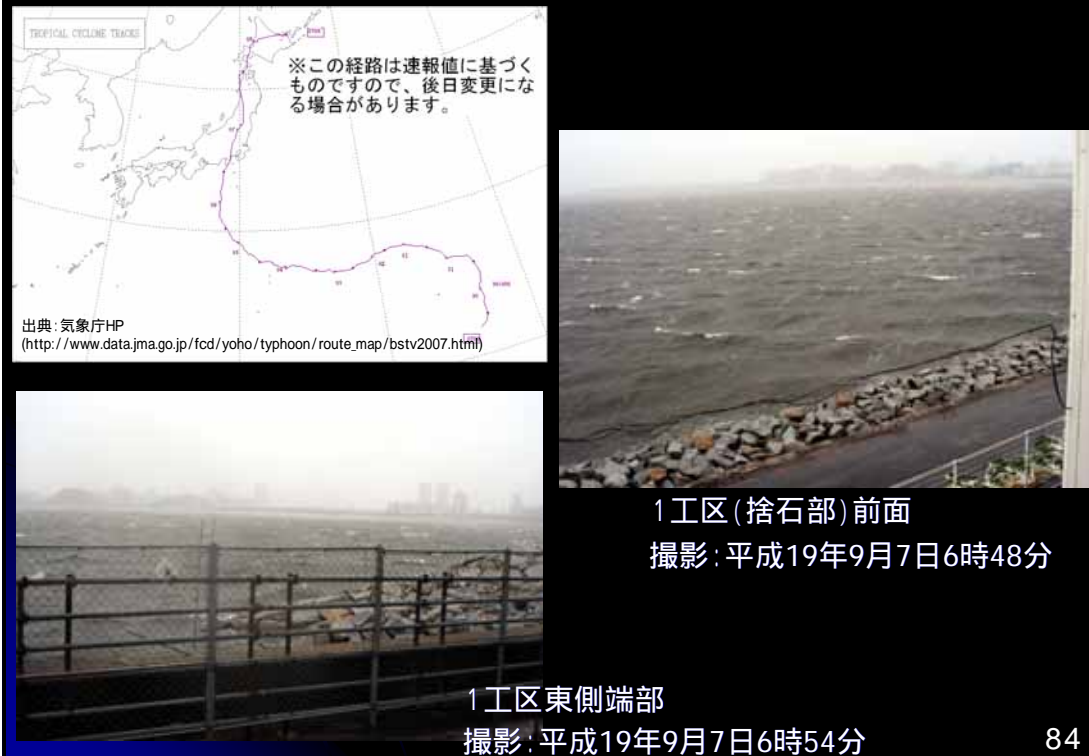 TROPICAL CYCLONE TRACKS
※この経路は速報値に基づく
ものですので、後日変更にな
る場合があります。
出典:気象庁HP
(http://www.data.jma.go.jp/fcd/yoho/typhoon/route_map/bstv2007.html)
1工区(捨石部)前面
撮影:平成19年9月7日6時48分
1工区東側端部
撮影:平成19年9月7日6時54分
84